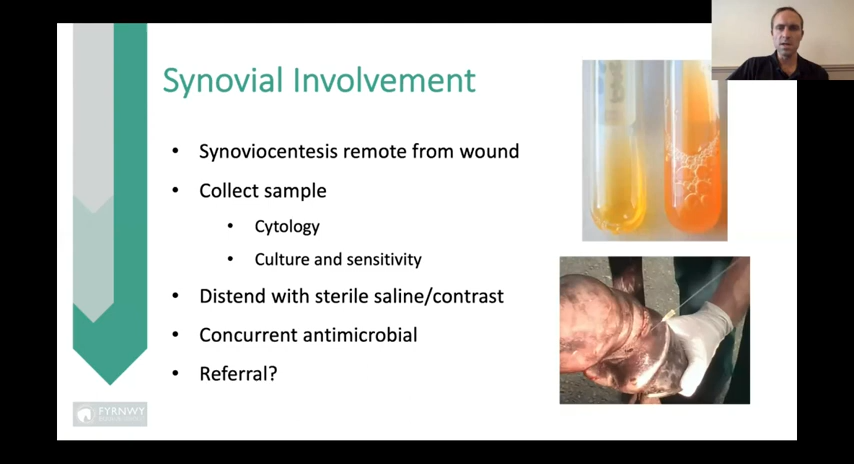 Synovial Involvement
• Synoviocentesis remote from wound
• Collect sample
• Cytology
• Culture and sensitivity
• Distend with sterile saline/contrast
• Concurrent antimicrobial
• Referral?
FYRNWY